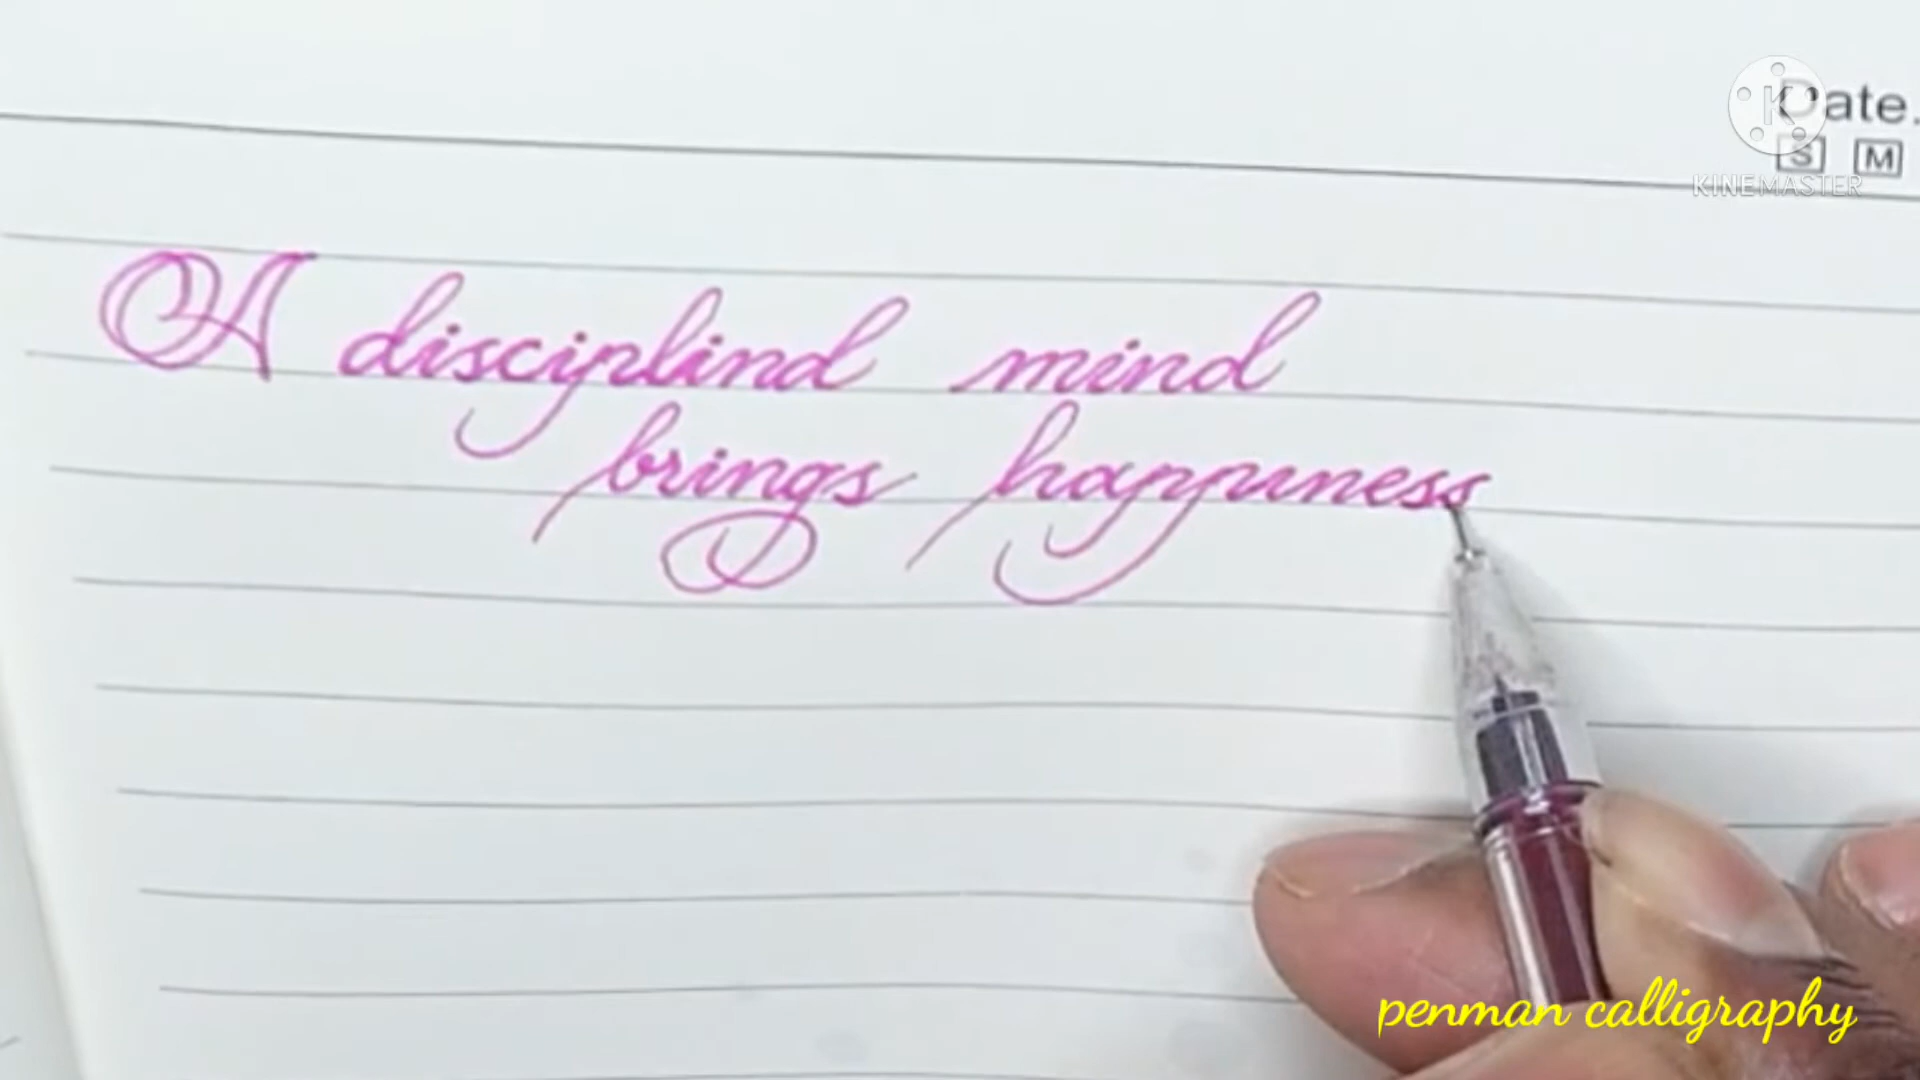 Date.
S M
KINEMASTER
A disciplind mind
brings happiness
penman calligraphy